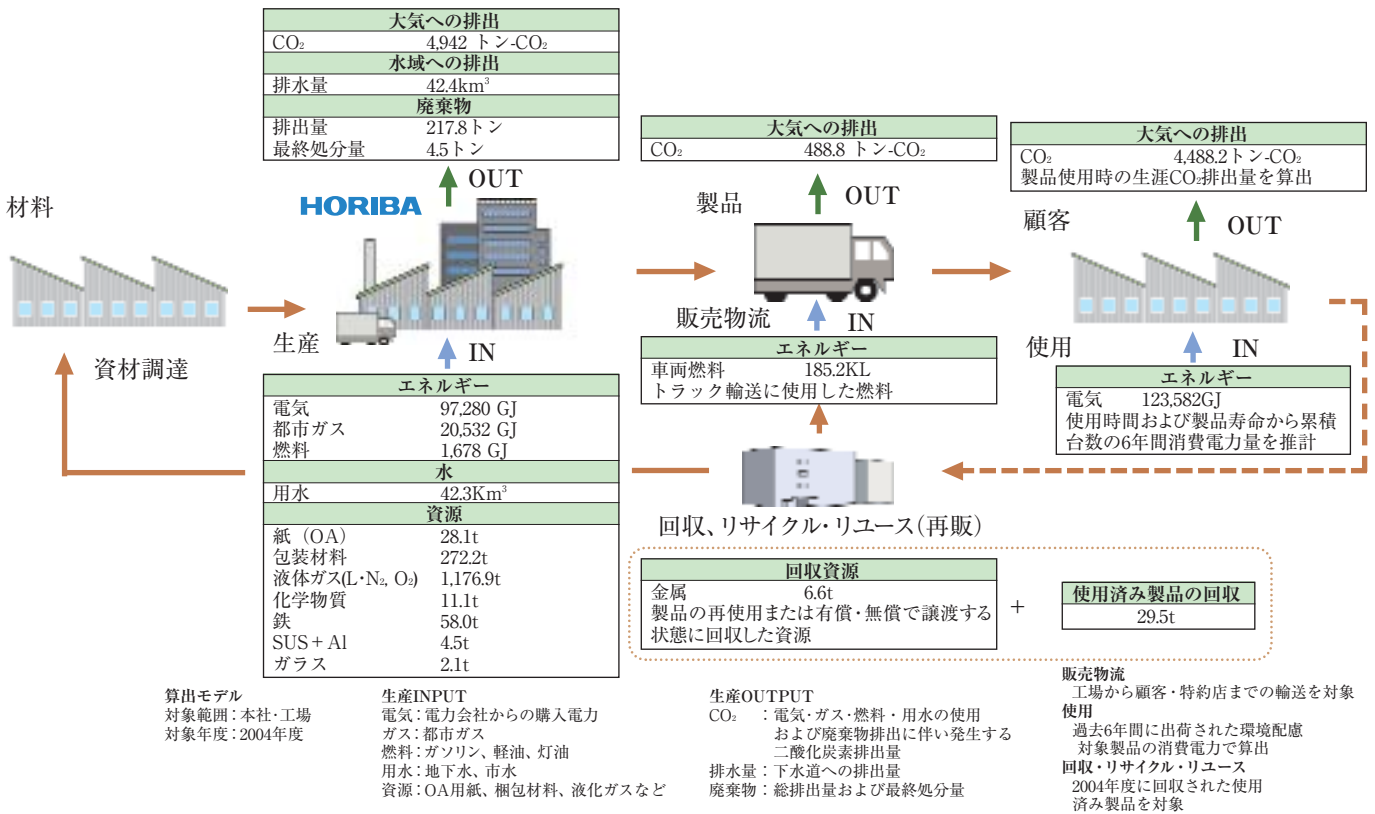 大気への排出
CO₂ 4,942 トン-CO₂
水域への排出
排水量 42.4km³
廃棄物
排出量 217.8トン
最終処分量 4.5トン
OUT
HORIBA
材料
生産
資材調達
IN
エネルギー
電気 97,280 GJ
都市ガス 20,532 GJ
燃料 1,678 GJ
水
用水 42.3Km³
資源
紙（OA） 28.1t
包装材料 272.2t
液体ガス(L・N₂, O₂) 1,176.9t
化学物質 11.1t
鉄 58.0t
SUS＋Al 4.5t
ガラス 2.1t
大気への排出
CO₂ 488.8 トン-CO₂
製品
OUT
販売物流
IN
エネルギー
車両燃料 185.2KL
トラック輸送に使用した燃料
大気への排出
CO₂ 4,488.2トン-CO₂
製品使用時の生涯CO₂排出量を算出
顧客
OUT
使用
IN
エネルギー
電気 123,582GJ
使用時間および製品寿命から累積
台数の6年間消費電力量を推計
回収、リサイクル・リユース（再販）
回収資源
金属 6.6t
製品の再使用または有償・無償で譲渡する
状態に回収した資源
+
使用済み製品の回収
29.5t
算出モデル
対象範囲：本社・工場
対象年度：2004年度
生産INPUT
電気：電力会社からの購入電力
ガス：都市ガス
燃料：ガソリン、軽油、灯油
用水：地下水、市水
資源：OA用紙、梱包材料、液化ガスなど
生産OUTPUT
CO₂ ：電気・ガス・燃料・用水の使用
および廃棄物排出に伴い発生する
二酸化炭素排出量
排水量：下水道への排出量
廃棄物：総排出量および最終処分量
販売物流
工場から顧客・特約店までの輸送を対象
使用
過去6年間に出荷された環境配慮
対象製品の消費電力で算出
回収・リサイクル・リユース
2004年度に回収された使用
済み製品を対象